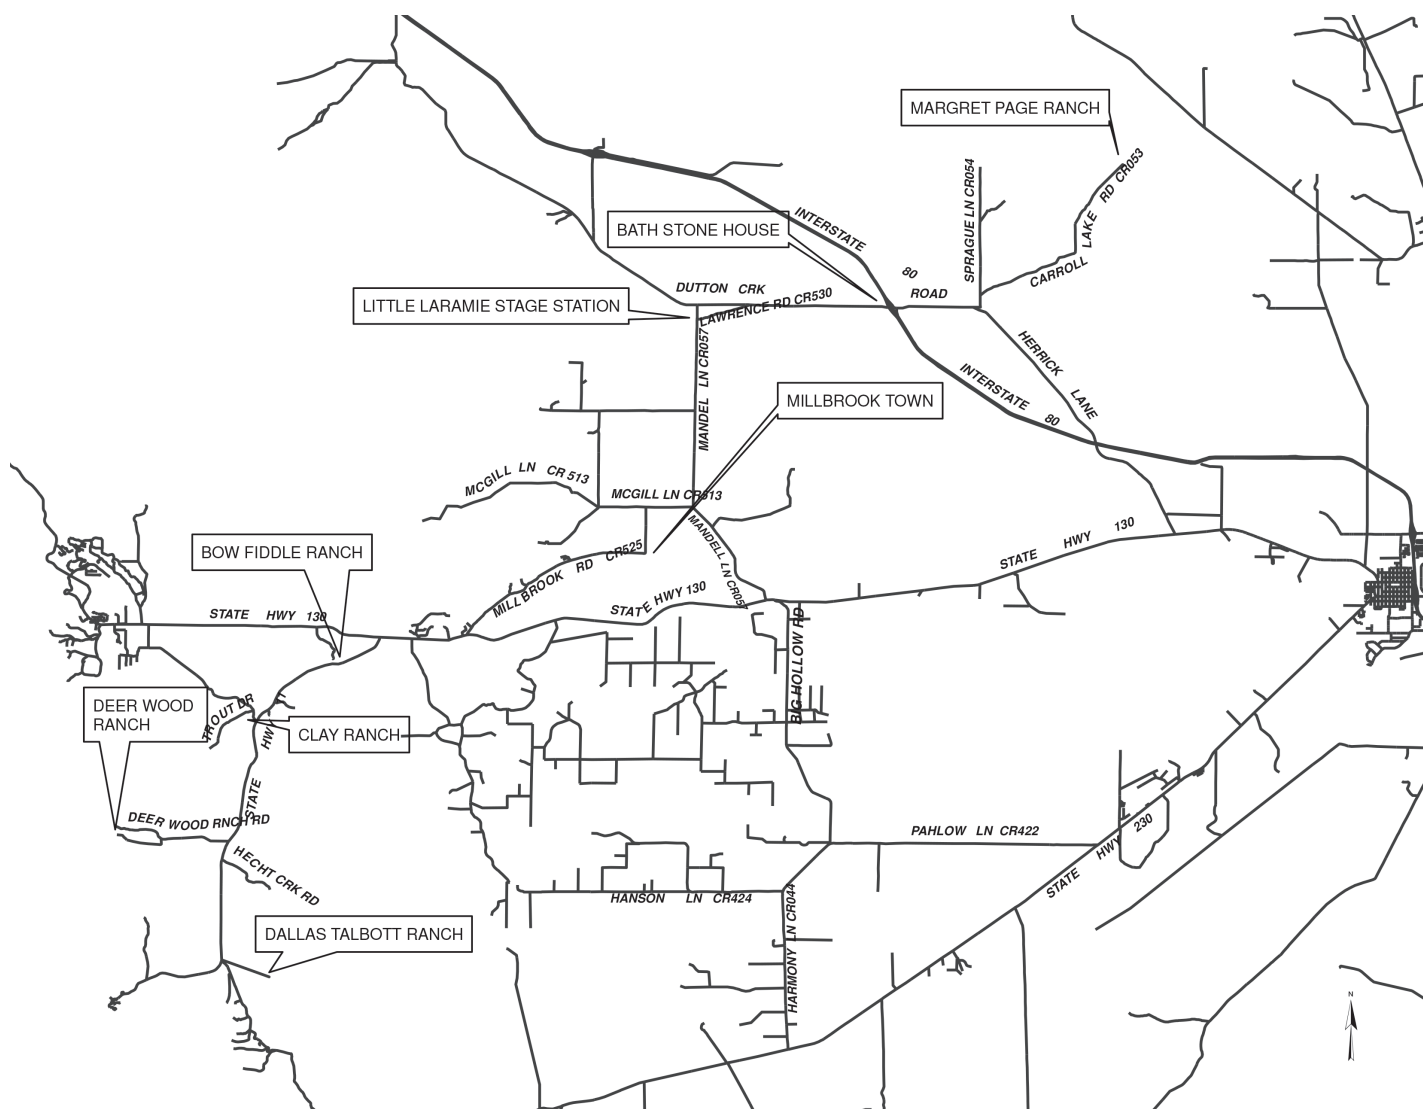 MARGRET PAGE RANCH
SPRAGUE LN CR054
CARROLL LAKE RD CR053
INTERSTATE 80
BATH STONE HOUSE
DUTTON CRK ROAD
LITTLE LARAMIE STAGE STATION
LAWRENCE RD CR530
MANDEL LN CR057
HERRICK LANE
INTERSTATE 80
MILLBROOK TOWN
MCGILL LN CR 513
MCGILL LN CR513
MANDELL LN CR057
STATE HWY 130
BOW FIDDLE RANCH
MILL BROOK RD CR525
STATE HWY 130
STATE HWY 130
BIG HOLLOW RD
DEER WOOD
RANCH
TROUT DR
CLAY RANCH
STATE HWY
DEER WOOD RNCH RD
HECHT CRK RD
PAHLOW LN CR422
STATE HWY 230
HANSON LN CR424
HARMONY LN CR044
DALLAS TALBOTT RANCH
N